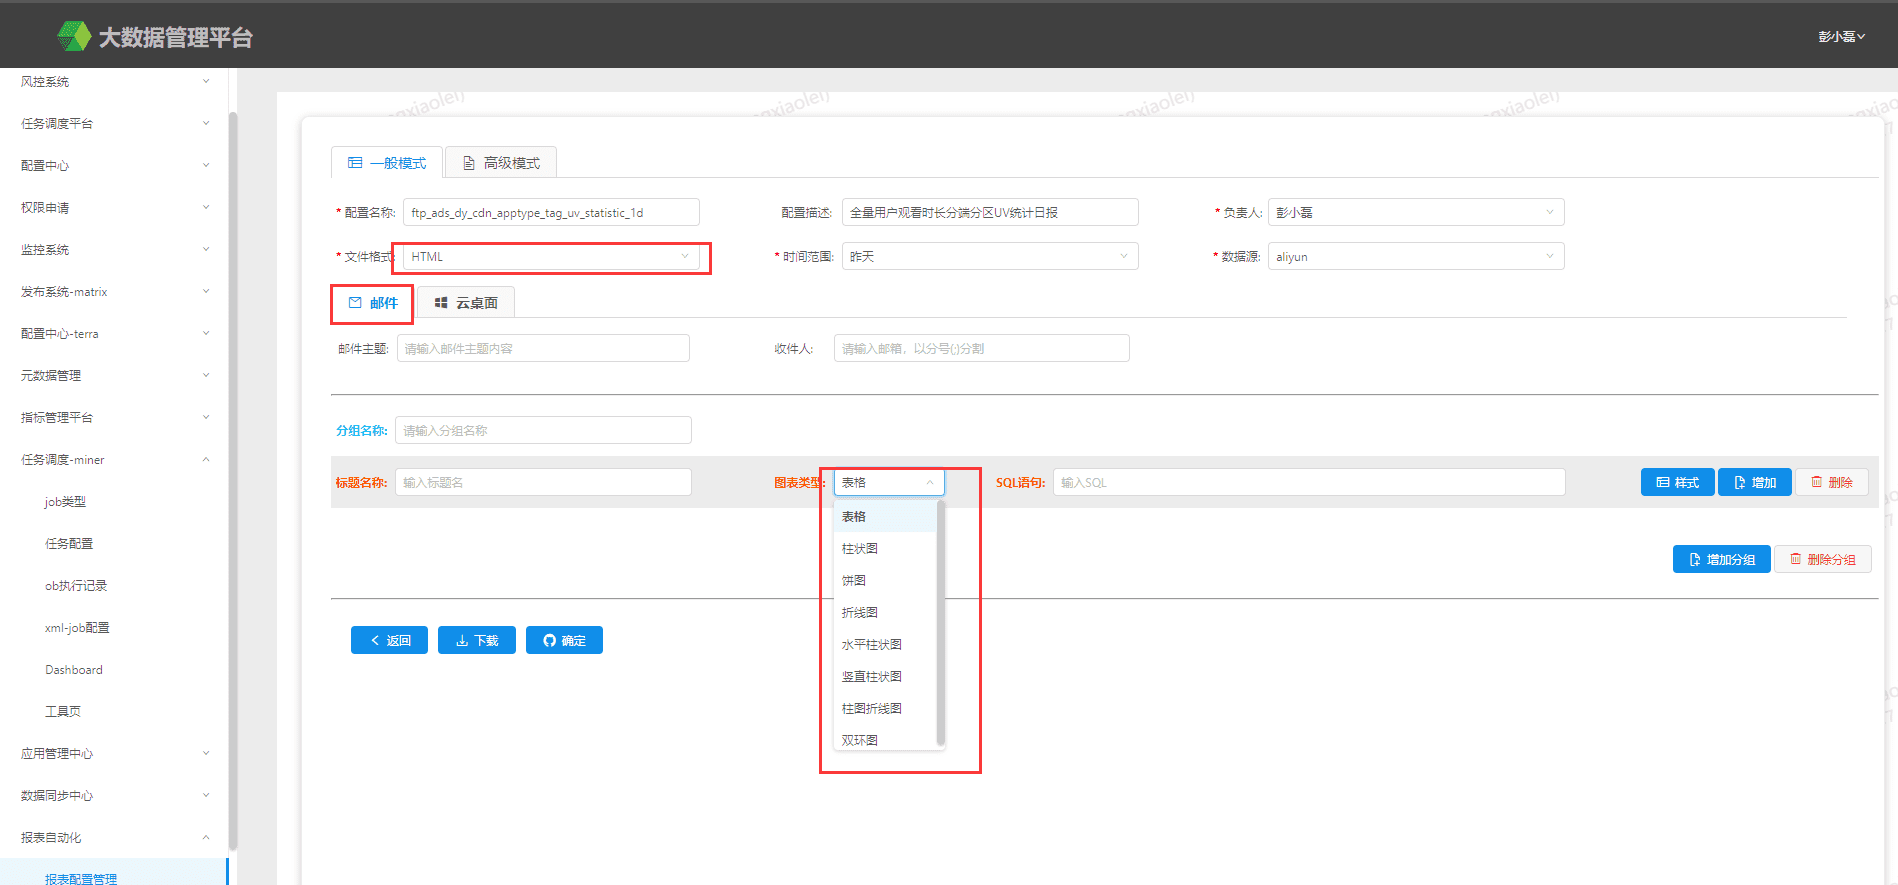 大数据管理平台
彭小磊
风控系统
任务调度平台
配置中心
权限申请
监控系统
发布系统-matrix
配置中心-terra
元数据管理
指标管理平台
任务调度-miner
job类型
任务配置
ob执行记录
xml-job配置
Dashboard
工具页
应用管理中心
数据同步中心
报表自动化
报表配置管理
一般模式 高级模式
* 配置名称: ftp_ads_dy_cdn_apptype_tag_uv_statistic_1d 配置描述: 全量用户观看时长分端分区UV统计日报 * 负责人: 彭小磊
* 文件格式: HTML * 时间范围: 昨天 * 数据源: aliyun
邮件 云桌面
邮件主题: 请输入邮件主题内容 收件人: 请输入邮箱，以分号(;)分割
分组名称: 请输入分组名称
标题名称: 输入标题名 图表类型: 表格 SQL语句: 输入SQL 样式 增加 删除
表格
柱状图
饼图
折线图
水平柱状图
竖直柱状图
柱图折线图
双环图
增加分组 删除分组
返回 下载 确定